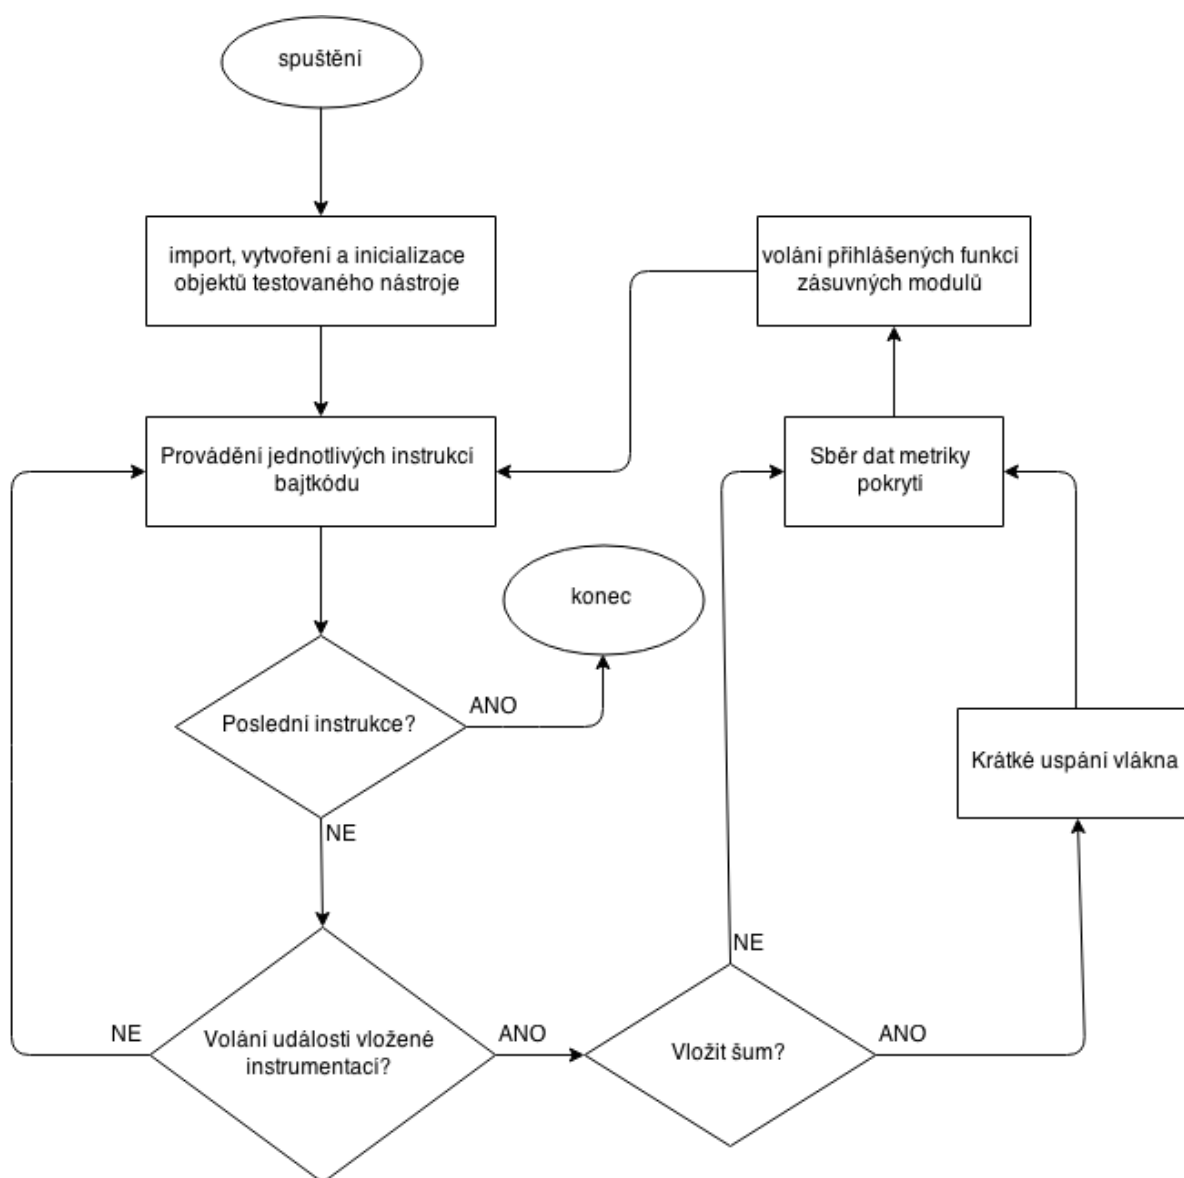 spuštění
import, vytvoření a inicializace
objektů testovaného nástroje
volání přihlášených funkcí
zásuvných modulů
Provádění jednotlivých instrukcí
bajtkódu
Sběr dat metriky
pokrytí
konec
Poslední instrukce?
ANO
Krátké uspání vlákna
NE
NE
Volání události vložené
instrumentací?
NE
ANO
Vložit šum?
ANO